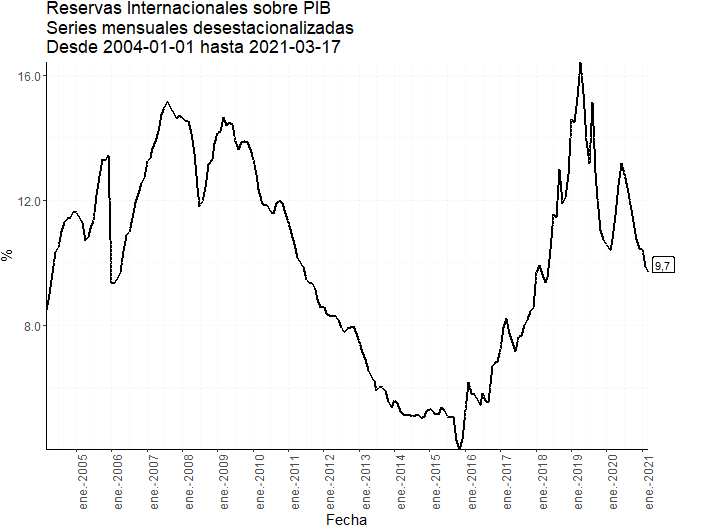 Reservas Internacionales sobre PIB
Series mensuales desestacionalizadas
Desde 2004-01-01 hasta 2021-03-17
16.0
12.0
8.0
%
9,7
ene.-2005
ene.-2006
ene.-2007
ene.-2008
ene.-2009
ene.-2010
ene.-2011
ene.-2012
ene.-2013
ene.-2014
ene.-2015
ene.-2016
ene.-2017
ene.-2018
ene.-2019
ene.-2020
ene.-2021
Fecha